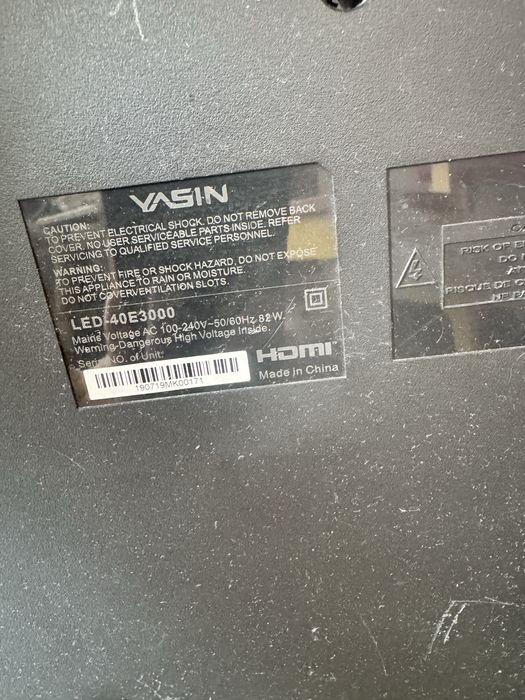 YASIN
CAUTION:
TO PREVENT ELECTRICAL SHOCK, DO NOT REMOVE BACK
COVER. NO USER SERVICEABLE PARTS INSIDE. REFER
SERVICING TO QUALIFIED SERVICE PERSONNEL.
WARNING:
TO PREVENT FIRE OR SHOCK HAZARD, DO NOT EXPOSE
THIS APPLIANCE TO RAIN OR MOISTURE.
DO NOT COVERVENTILATION SLOTS.
LED-40E3000
Mains Voltage AC 100-240V~50/60Hz 82W.
Warning-Dangerous High Voltage Inside.
Serial NO. of Unit:
190719MK00171
HDMI
Made in China
RISK OF E
DO N
RISQUE DE C
NE PA